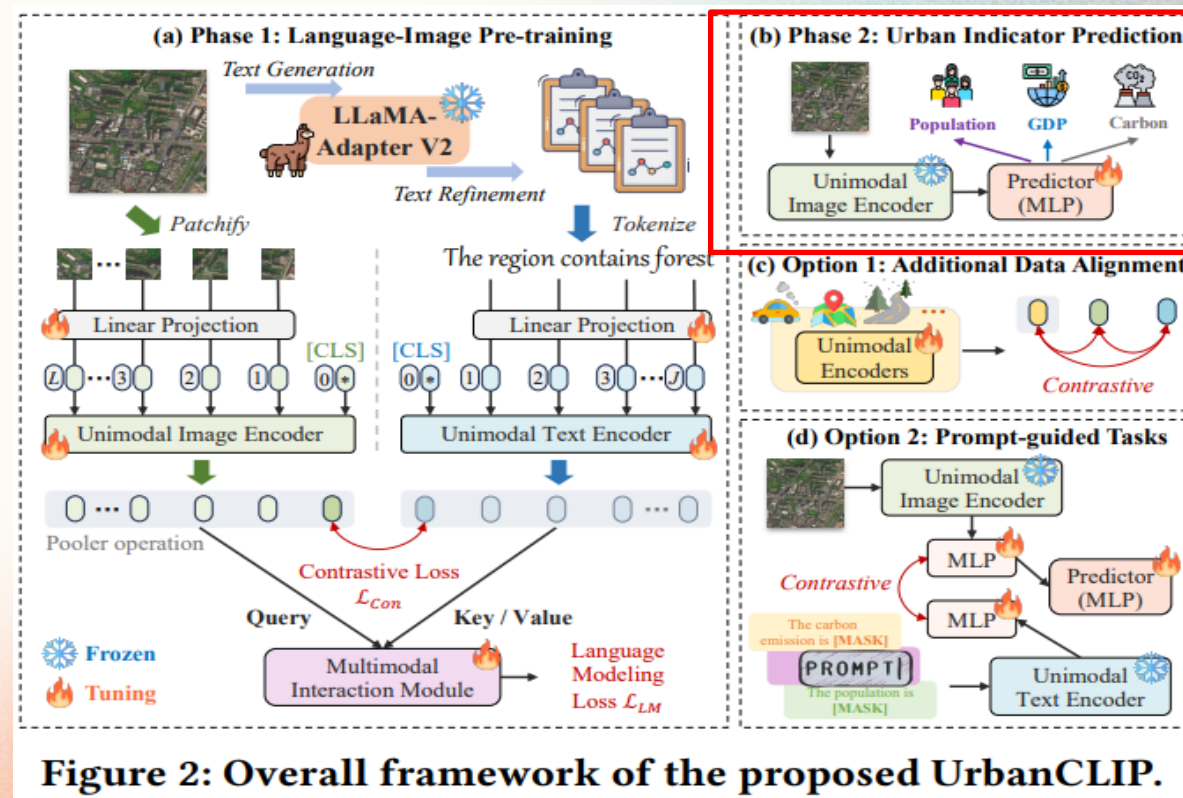 (a) Phase 1: Language-Image Pre-training
Text Generation
LLaMA-
Adapter V2
Text Refinement
Patchify
Tokenize
The region contains forest
Linear Projection
Linear Projection
[CLS]
[CLS]
L ... 3 2 1 0 *
0 * 1 2 3 ... J
Unimodal Image Encoder
Unimodal Text Encoder
Pooler operation
Contrastive Loss
ℒCon
Query
Key / Value
Frozen
Tuning
Multimodal
Interaction Module
Language
Modeling
Loss ℒLM
(b) Phase 2: Urban Indicator Prediction
CO2
Population
GDP
Carbon
Unimodal
Image Encoder
Predictor
(MLP)
(c) Option 1: Additional Data Alignment
Unimodal
Encoders
Contrastive
(d) Option 2: Prompt-guided Tasks
Unimodal
Image Encoder
MLP
Contrastive
Predictor
(MLP)
MLP
The carbon
emission is [MASK]
PROMPT
The population is
[MASK]
Unimodal
Text Encoder
Figure 2: Overall framework of the proposed UrbanCLIP.